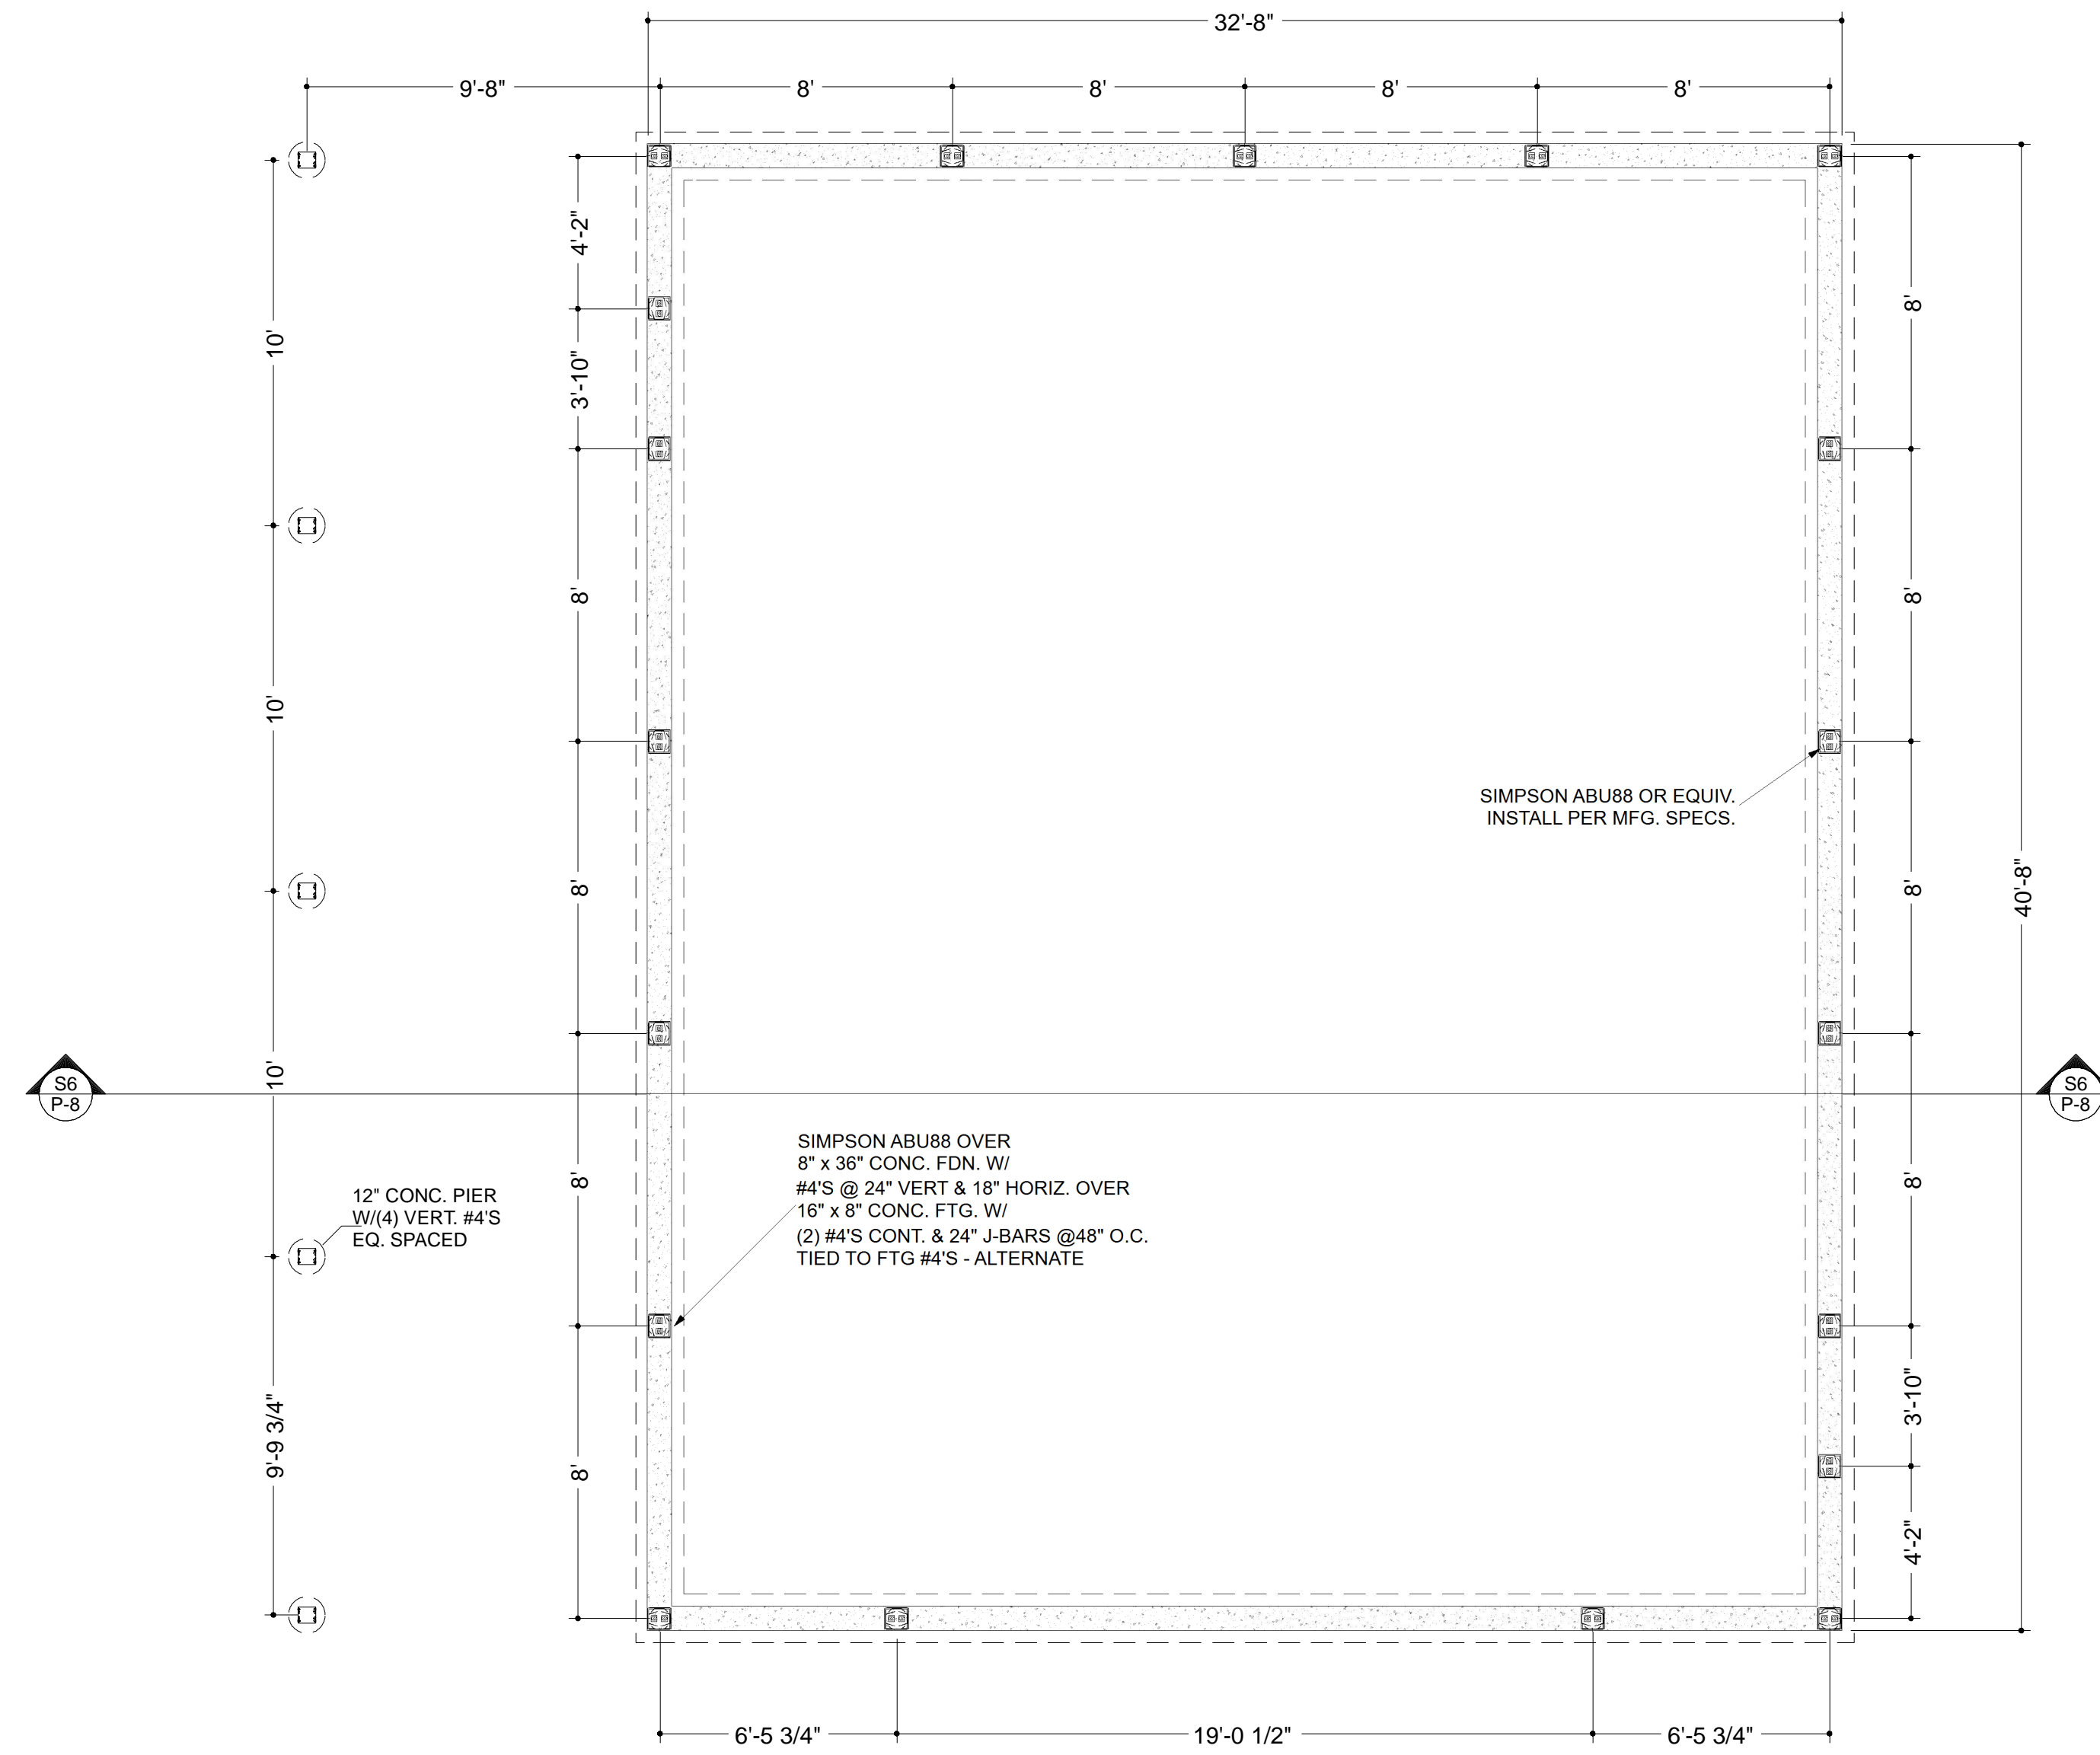 32'-8"
9'-8"
8'
8'
8'
8'
4'-2"
3'-10"
8'
8'
8'
8'
10'
10'
10'
9'-9 3/4"
8'
8'
8'
8'
3'-10"
4'-2"
40'-8"
SIMPSON ABU88 OR EQUIV.
INSTALL PER MFG. SPECS.
S6
P-8
S6
P-8
SIMPSON ABU88 OVER
8" x 36" CONC. FDN. W/
#4'S @ 24" VERT & 18" HORIZ. OVER
16" x 8" CONC. FTG. W/
(2) #4'S CONT. & 24" J-BARS @48" O.C.
TIED TO FTG #4'S - ALTERNATE
12" CONC. PIER
W/(4) VERT. #4'S
EQ. SPACED
6'-5 3/4"
19'-0 1/2"
6'-5 3/4"